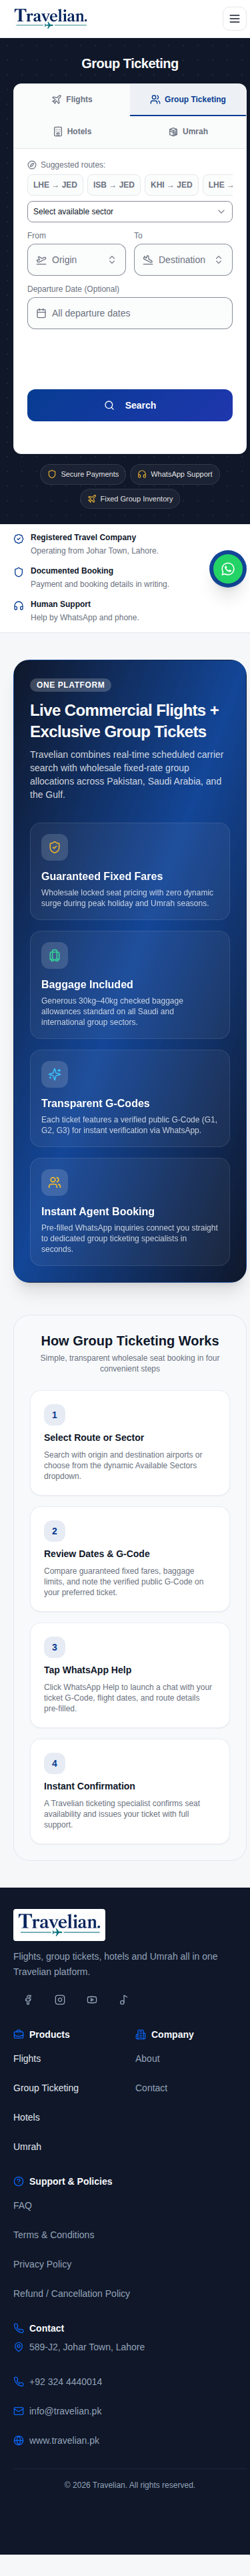 Travelian.
Group Ticketing
Flights
Group Ticketing
Hotels
Umrah
Suggested routes:
LHE → JED
ISB → JED
KHI → JED
LHE →
Select available sector
From
To
Origin
Destination
Departure Date (Optional)
All departure dates
Search
Secure Payments
WhatsApp Support
Fixed Group Inventory
Registered Travel Company
Operating from Johar Town, Lahore.
Documented Booking
Payment and booking details in writing.
Human Support
Help by WhatsApp and phone.
ONE PLATFORM
Live Commercial Flights +
Exclusive Group Tickets
Travelian combines real-time scheduled carrier
search with wholesale fixed-rate group
allocations across Pakistan, Saudi Arabia, and
the Gulf.
Guaranteed Fixed Fares
Wholesale locked seat pricing with zero dynamic
surge during peak holiday and Umrah seasons.
Baggage Included
Generous 30kg–40kg checked baggage
allowances standard on all Saudi and
international group sectors.
Transparent G-Codes
Each ticket features a verified public G-Code (G1,
G2, G3) for instant verification via WhatsApp.
Instant Agent Booking
Pre-filled WhatsApp inquiries connect you straight
to dedicated group ticketing specialists in
seconds.
How Group Ticketing Works
Simple, transparent wholesale seat booking in four
convenient steps
1
Select Route or Sector
Search with origin and destination airports or
choose from the dynamic Available Sectors
dropdown.
2
Review Dates & G-Code
Compare guaranteed fixed fares, baggage
limits, and note the verified public G-Code on
your preferred ticket.
3
Tap WhatsApp Help
Click WhatsApp Help to launch a chat with your
ticket G-Code, flight dates, and route details
pre-filled.
4
Instant Confirmation
A Travelian ticketing specialist confirms seat
availability and issues your ticket with full
support.
Travelian.
Flights, group tickets, hotels and Umrah all in one
Travelian platform.
Products
Flights
Group Ticketing
Hotels
Umrah
Company
About
Contact
Support & Policies
FAQ
Terms & Conditions
Privacy Policy
Refund / Cancellation Policy
Contact
589-J2, Johar Town, Lahore
+92 324 4440014
info@travelian.pk
www.travelian.pk
© 2026 Travelian. All rights reserved.